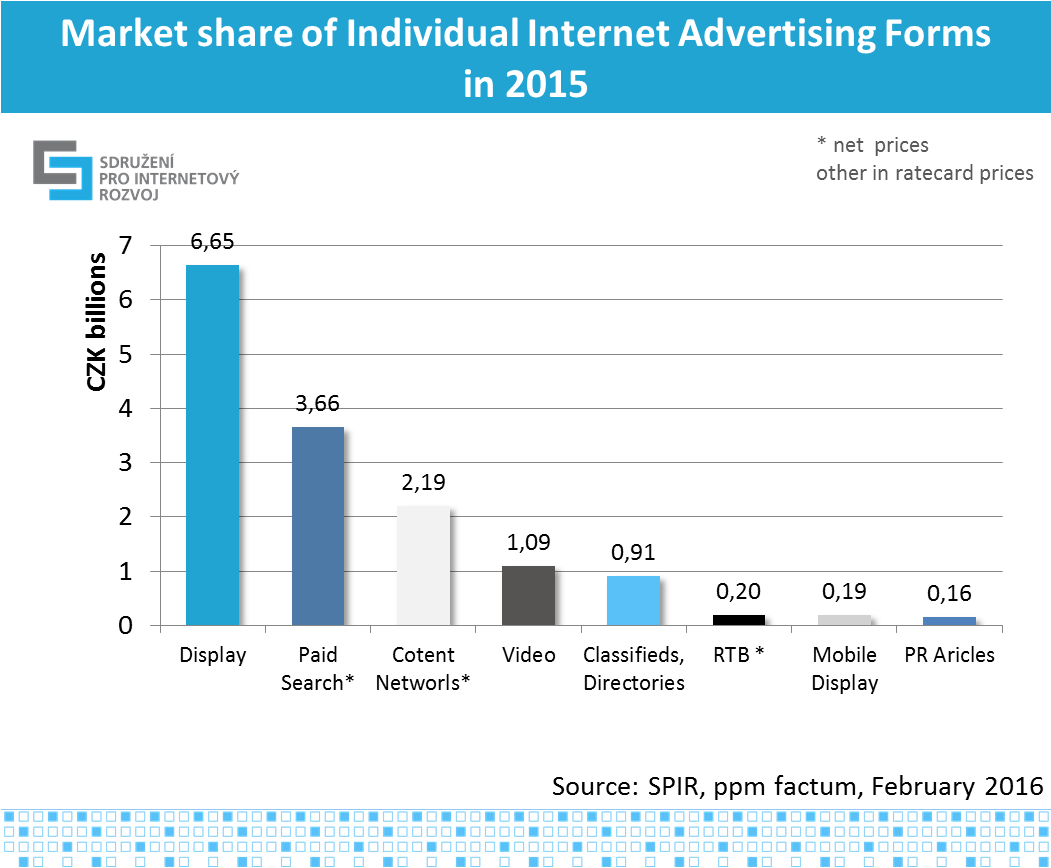 Market share of Individual Internet Advertising Forms
in 2015
SDRUŽENÍ
PRO INTERNETOVÝ
ROZVOJ
* net prices
other in ratecard prices
CZK billions
7
6
5
4
3
2
1
0
6,65
3,66
2,19
1,09
0,91
0,20
0,19
0,16
Display
Paid
Search*
Cotent
Networls*
Video
Classifieds,
Directories
RTB *
Mobile
Display
PR Aricles
Source: SPIR, ppm factum, February 2016